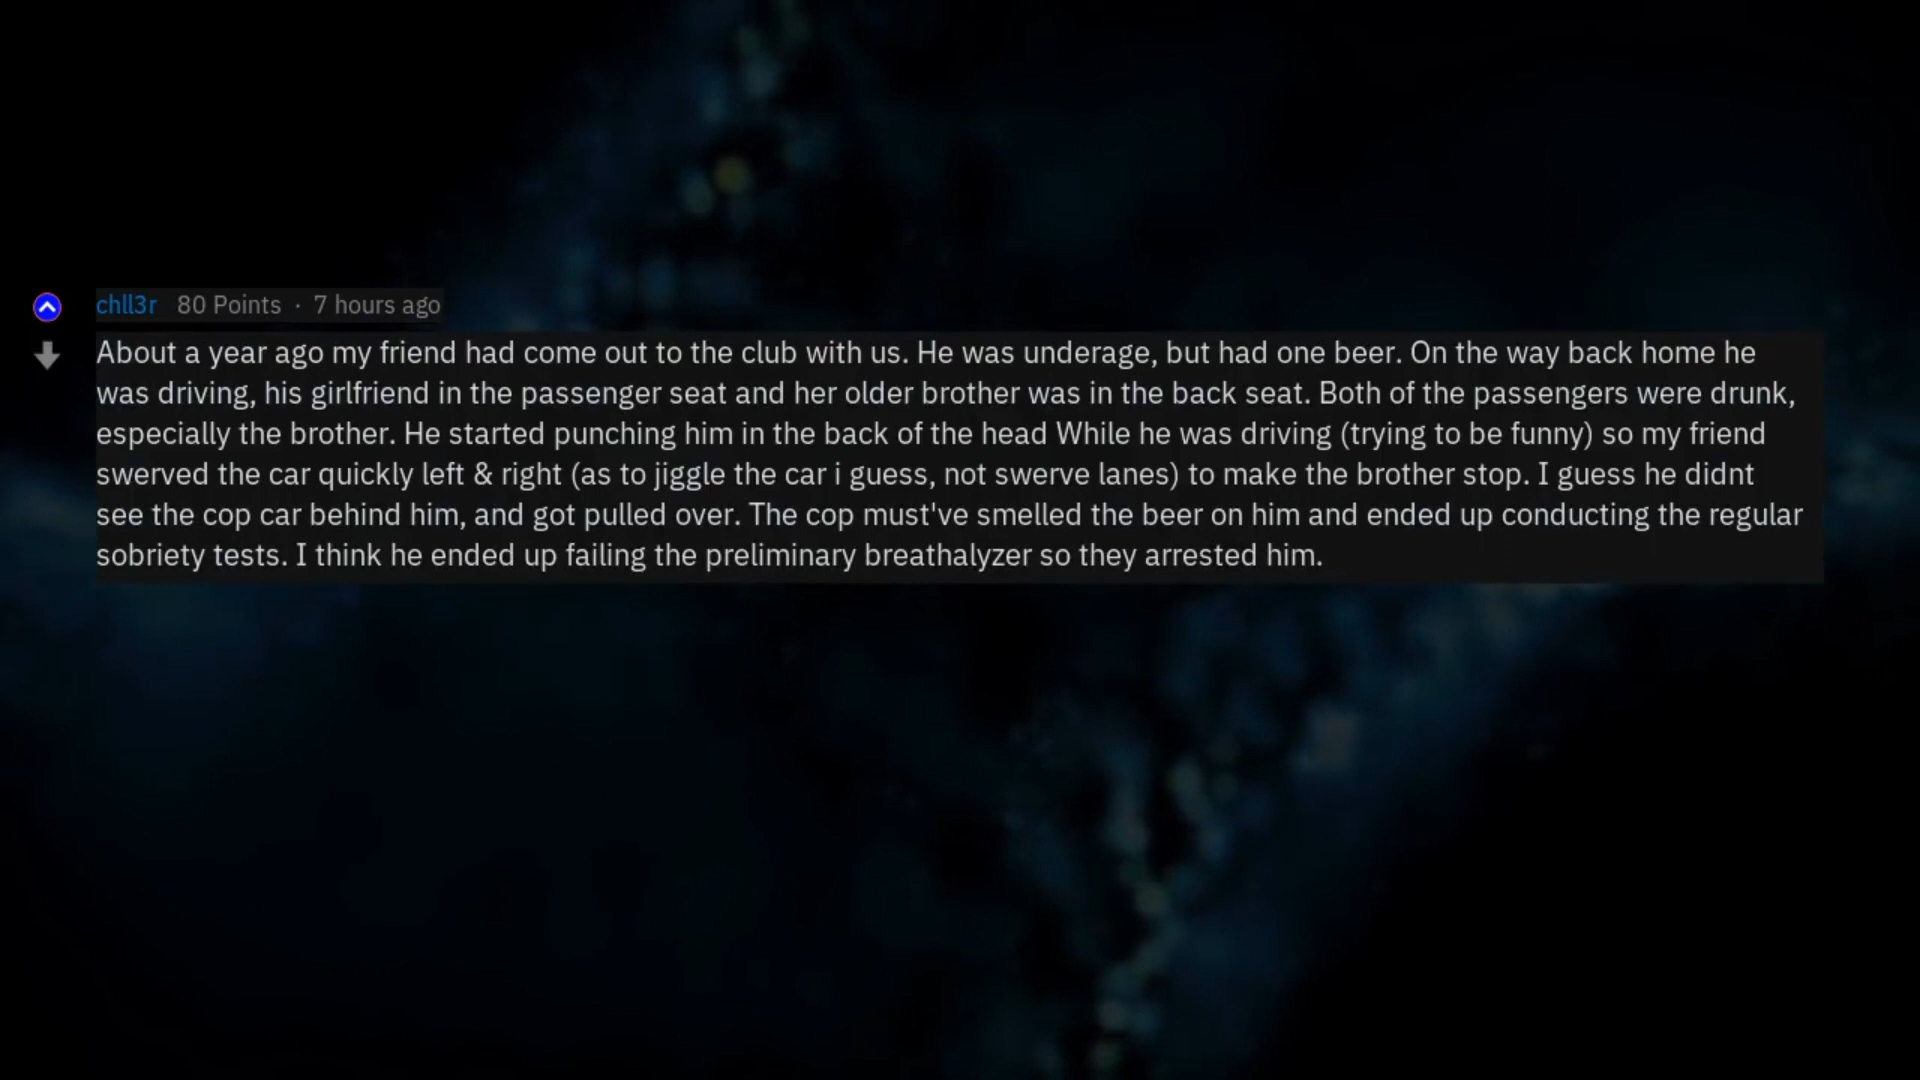 chll3r 80 Points · 7 hours ago
About a year ago my friend had come out to the club with us. He was underage, but had one beer. On the way back home he
was driving, his girlfriend in the passenger seat and her older brother was in the back seat. Both of the passengers were drunk,
especially the brother. He started punching him in the back of the head While he was driving (trying to be funny) so my friend
swerved the car quickly left & right (as to jiggle the car i guess, not swerve lanes) to make the brother stop. I guess he didnt
see the cop car behind him, and got pulled over. The cop must've smelled the beer on him and ended up conducting the regular
sobriety tests. I think he ended up failing the preliminary breathalyzer so they arrested him.